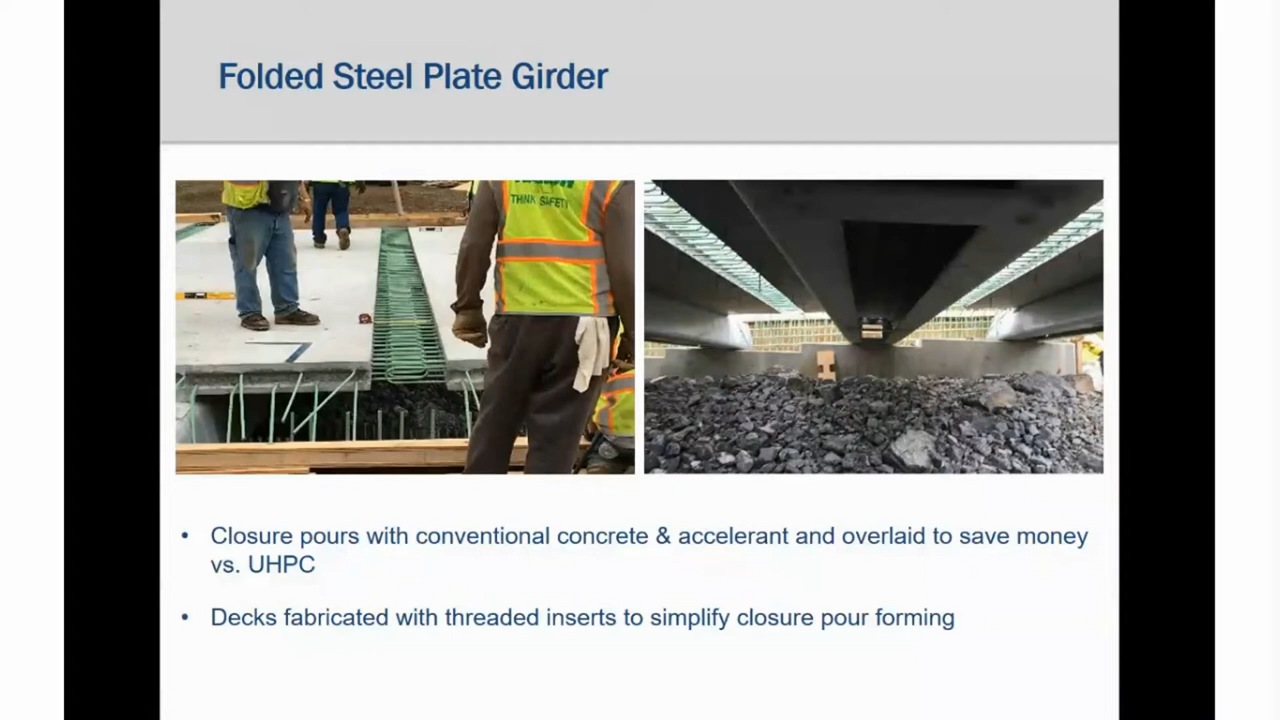 Folded Steel Plate Girder
THINK SAFETY
• Closure pours with conventional concrete & accelerant and overlaid to save money
vs. UHPC
• Decks fabricated with threaded inserts to simplify closure pour forming